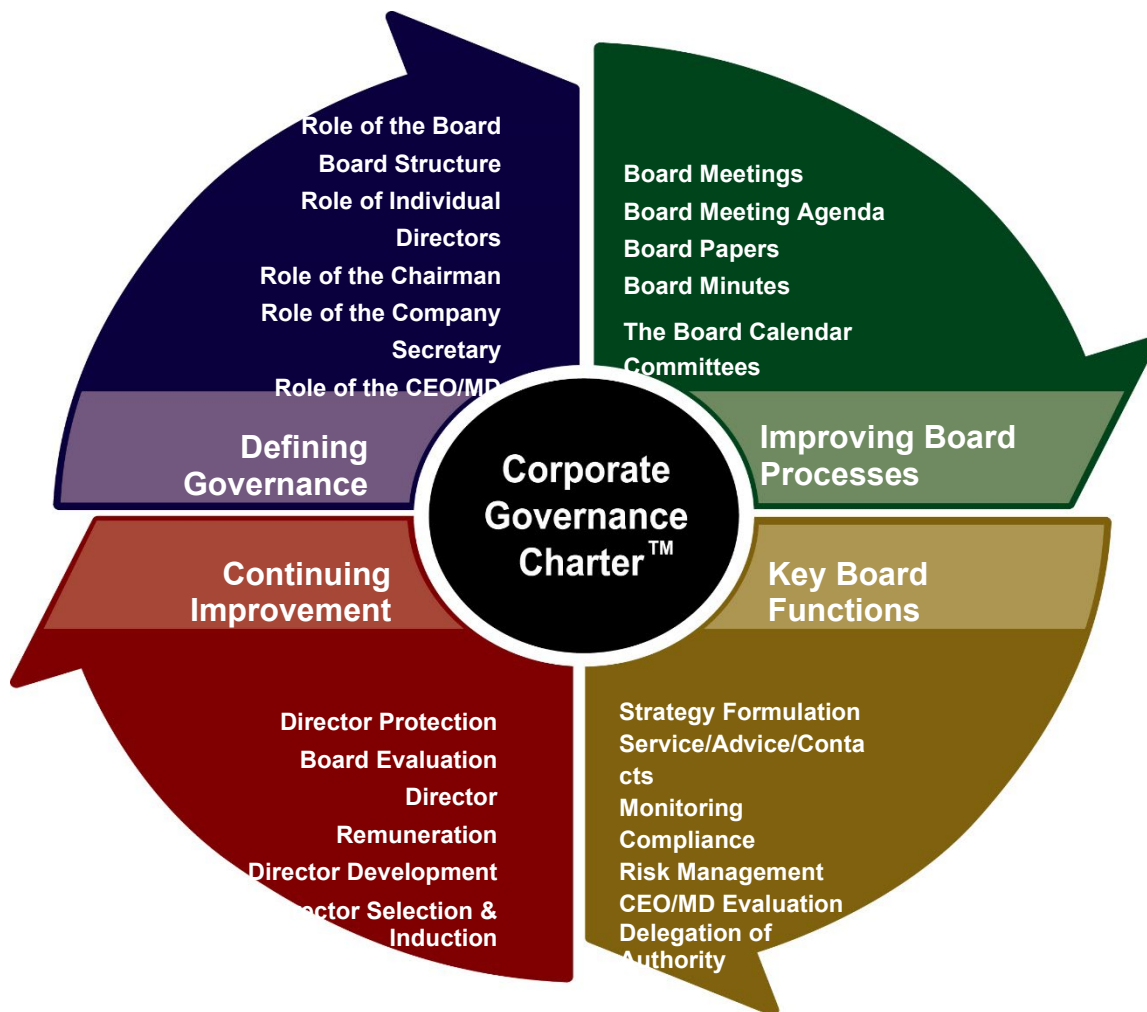 Role of the Board
Board Structure
Role of Individual
Directors
Role of the Chairman
Role of the Company
Secretary
Role of the CEO/MD
Defining
Governance
Board Meetings
Board Meeting Agenda
Board Papers
Board Minutes
The Board Calendar
Committees
Improving Board
Processes
Corporate
Governance
Charter™
Continuing
Improvement
Director Protection
Board Evaluation
Director
Remuneration
Director Development
ector Selection &
Induction
Key Board
Functions
Strategy Formulation
Service/Advice/Conta
cts
Monitoring
Compliance
Risk Management
CEO/MD Evaluation
Delegation of
Authority